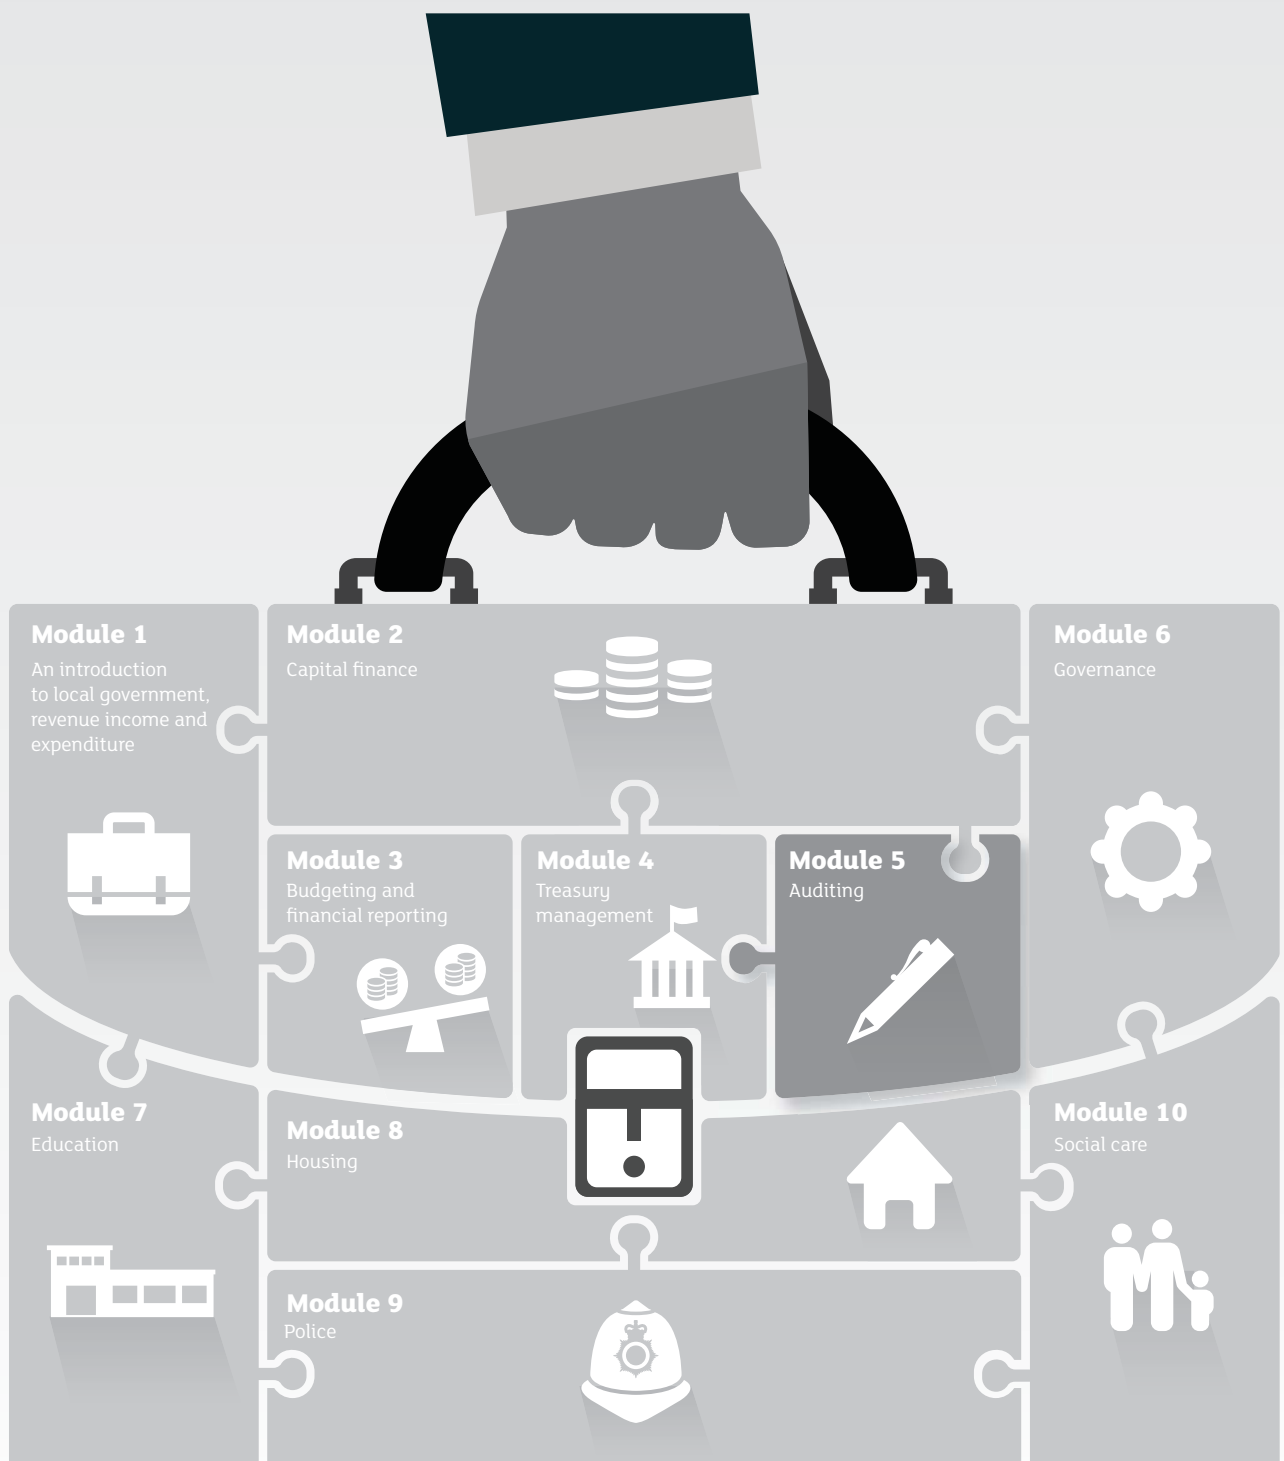 Module 1
An introduction
to local government,
revenue income and
expenditure
Module 2
Capital finance
Module 6
Governance
Module 3
Budgeting and
financial reporting
Module 4
Treasury
management
Module 5
Auditing
Module 7
Education
Module 8
Housing
Module 10
Social care
Module 9
Police